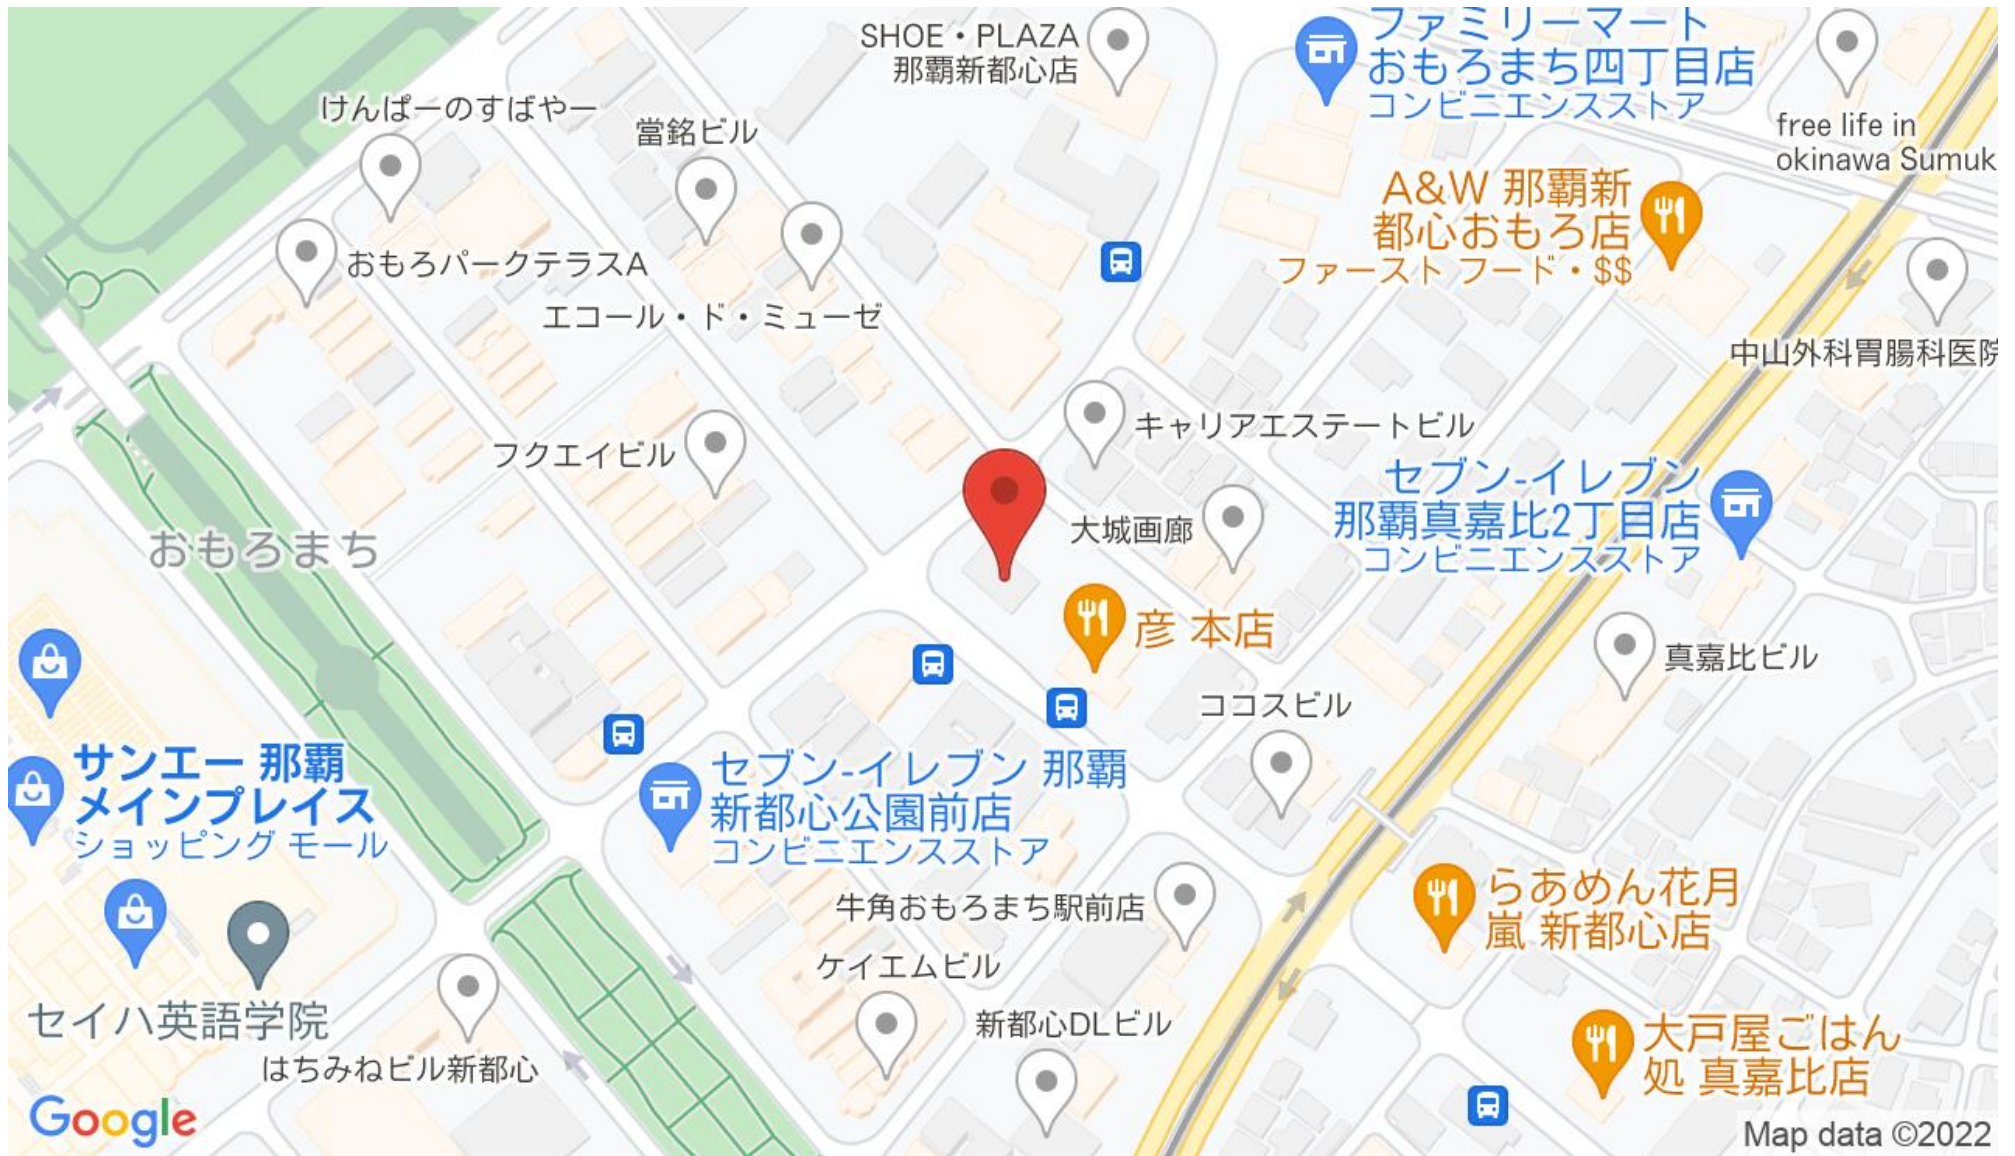 SHOE・PLAZA
那覇新都心店
ファミリーマート
おもろまち四丁目店
コンビニエンスストア
free life in
okinawa Sumuk
けんぱーのすばやー
當銘ビル
A&W 那覇新
都心おもろ店
ファースト フード・$$
おもろパークテラスA
エコール・ド・ミューゼ
中山外科胃腸科医院
キャリアエステートビル
フクエイビル
セブン-イレブン
那覇真嘉比2丁目店
コンビニエンスストア
大城画廊
おもろまち
彦 本店
真嘉比ビル
ココスビル
サンエー 那覇
メインプレイス
ショッピング モール
セブン-イレブン 那覇
新都心公園前店
コンビニエンスストア
らあめん花月
嵐 新都心店
牛角おもろまち駅前店
ケイエムビル
セイハ英語学院
新都心DLビル
はちみねビル新都心
大戸屋ごはん
処 真嘉比店
Google
Map data ©2022